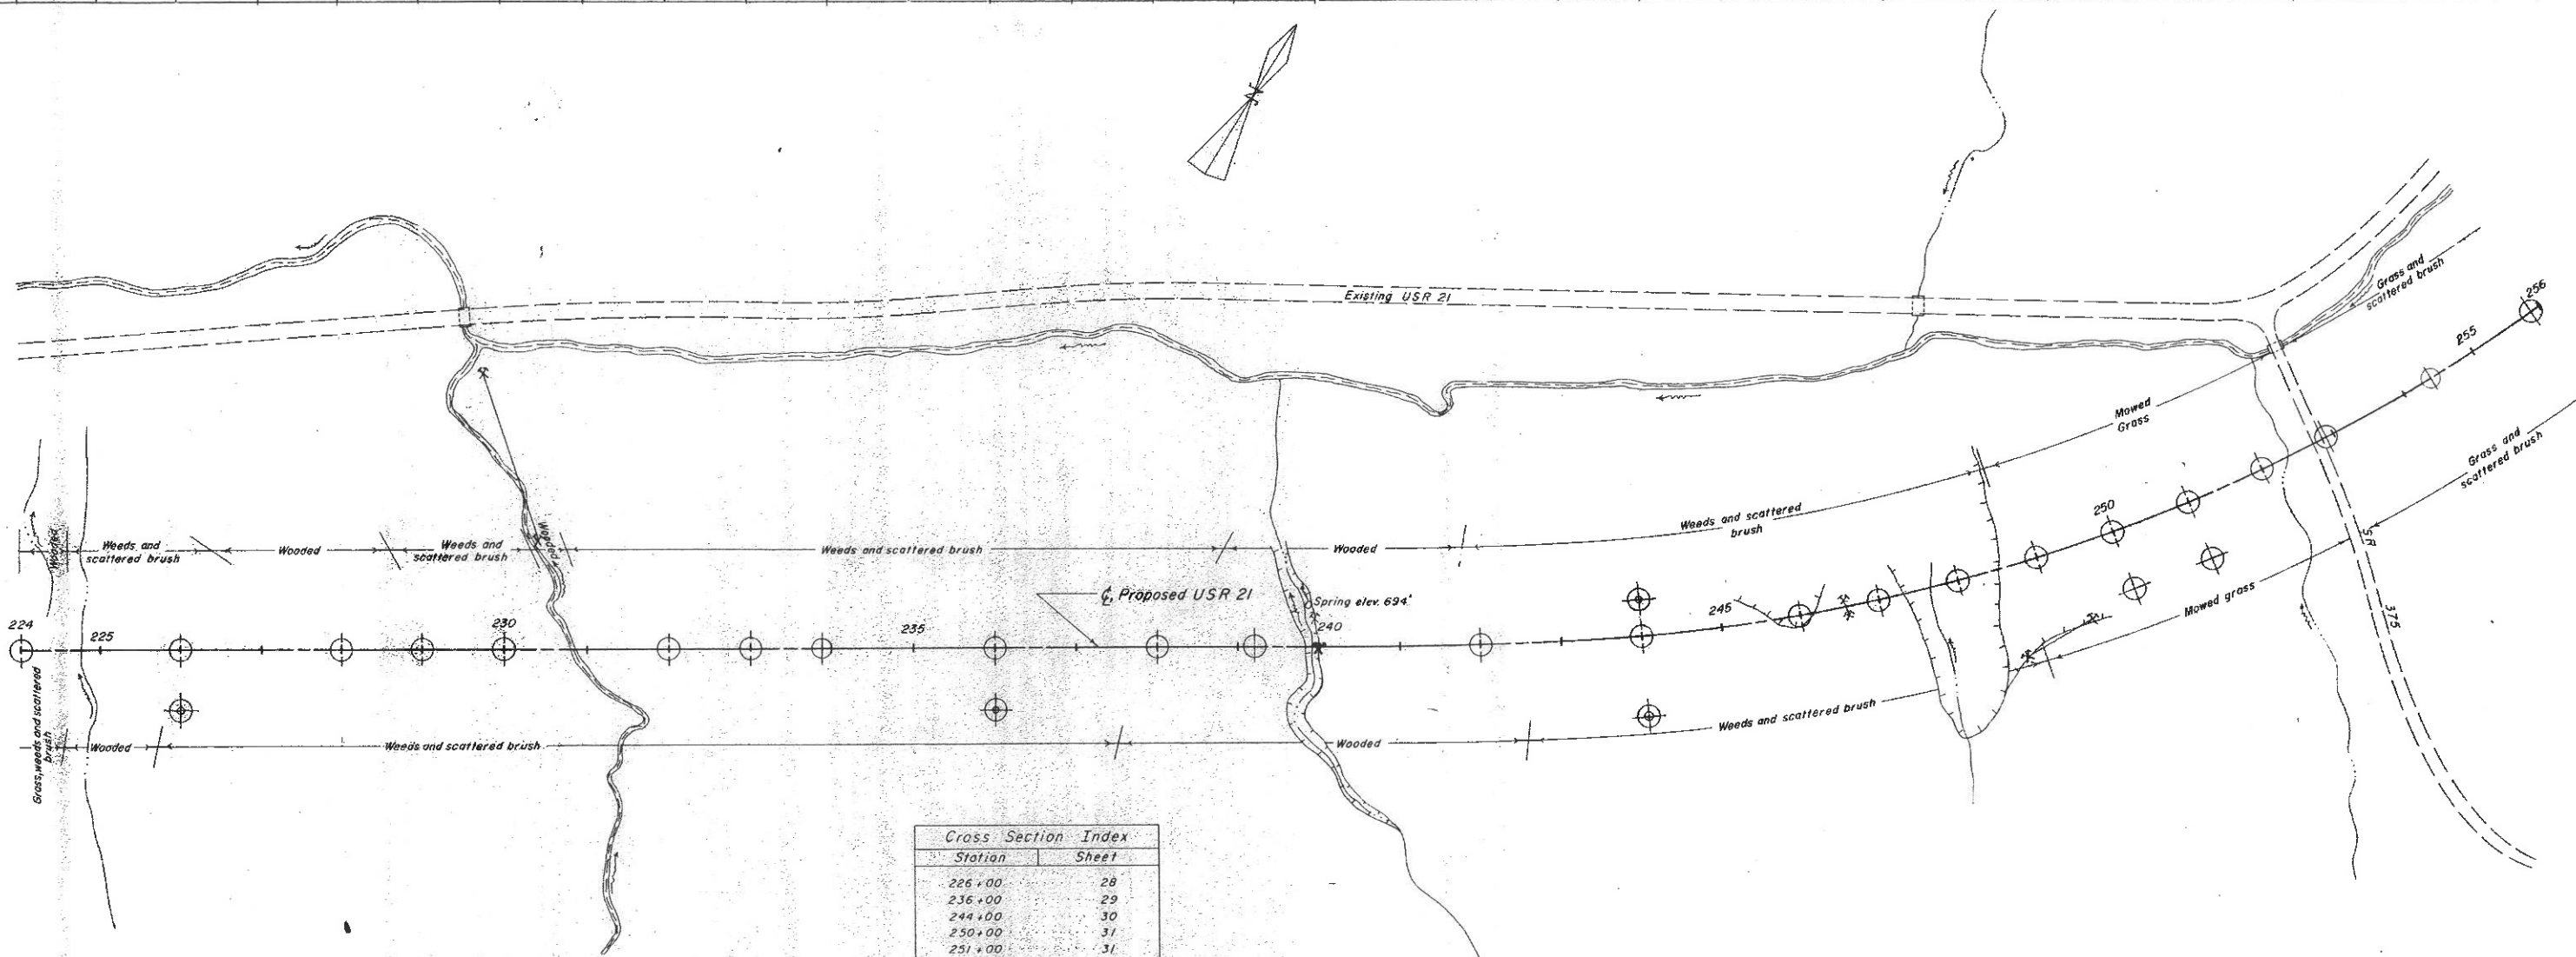 N
Existing USR 21
Grass and
scattered brush
256
255
Mowed
Grass
Grass and
scattered brush
250
Weeds and scattered
brush
Wooded
Weeds and
scattered brush
Wooded
Weeds and
scattered brush
Wooded
Weeds and scattered brush
Wooded
SR
375
℄ Proposed USR 21
Spring elev. 694'
224
225
230
235
240
245
Mowed grass
Grass, weeds and scattered
brush
Wooded
Weeds and scattered brush
Wooded
Weeds and scattered brush
Cross Section Index
Station Sheet
226+00 28
236+00 29
244+00 30
250+00 31
251+00 31